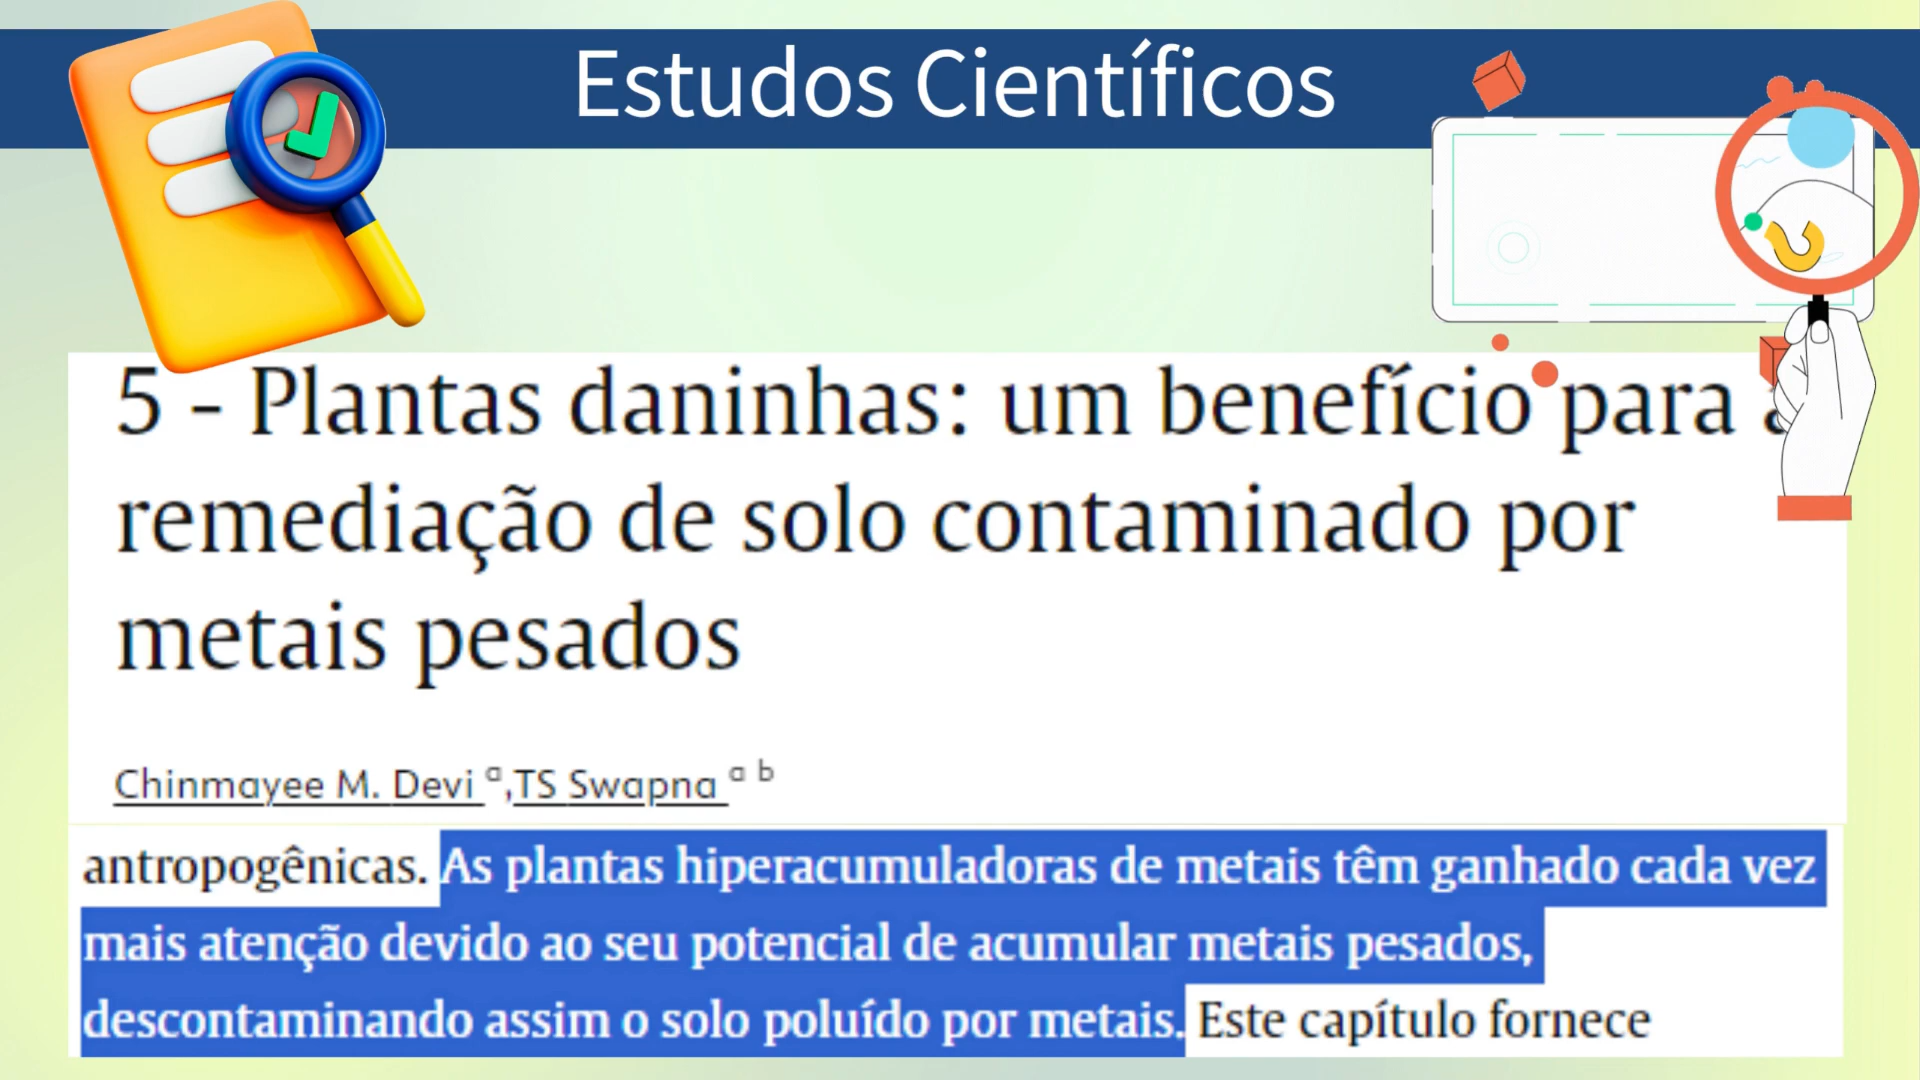 Estudos Científicos
5 - Plantas daninhas: um benefício para a
remediação de solo contaminado por
metais pesados
Chinmayee M. Devi a,TS Swapna a b
antropogênicas. As plantas hiperacumuladoras de metais têm ganhado cada vez
mais atenção devido ao seu potencial de acumular metais pesados,
descontaminando assim o solo poluído por metais. Este capítulo fornece